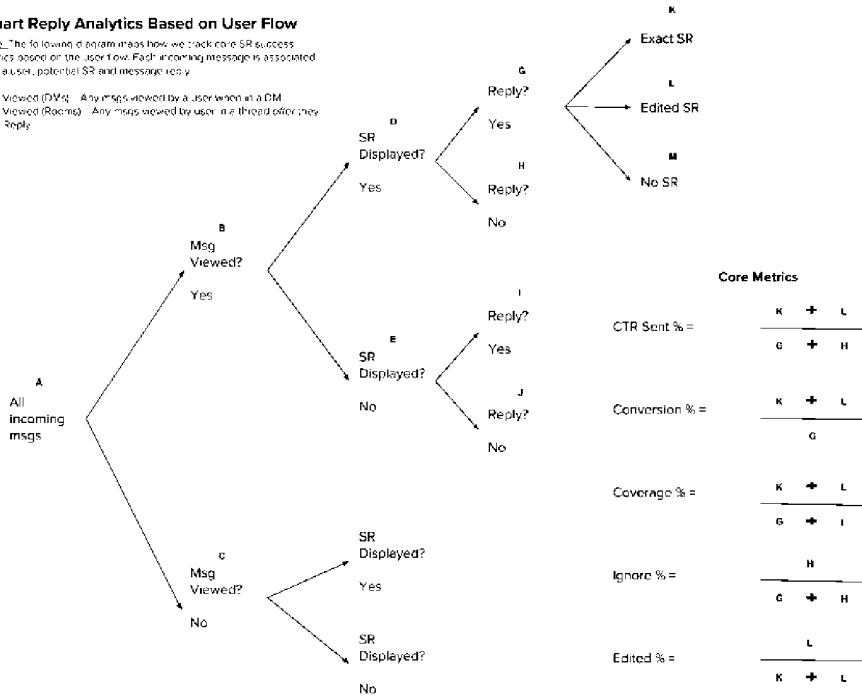 art Reply Analytics Based on User Flow
The following diagram maps how we track core SR success
ics based on the user flow. Each incoming message is associated
a user, potential SR and message reply
Viewed (DMs) Any msgs viewed by a user when in a DM
Viewed (Rooms) Any msgs viewed by user in a thread after they
Reply
A
All
incoming
msgs
B
Msg
Viewed?
Yes
C
Msg
Viewed?
No
D
SR
Displayed?
Yes
E
SR
Displayed?
No
SR
Displayed?
Yes
SR
Displayed?
No
G
Reply?
Yes
H
Reply?
No
I
Reply?
Yes
J
Reply?
No
K
Exact SR
L
Edited SR
M
No SR
Core Metrics
CTR Sent % =
K + L
G + H
Conversion % =
K + L
G
Coverage % =
K + L
G + I
Ignore % =
H
G + H
Edited % =
L
K + L